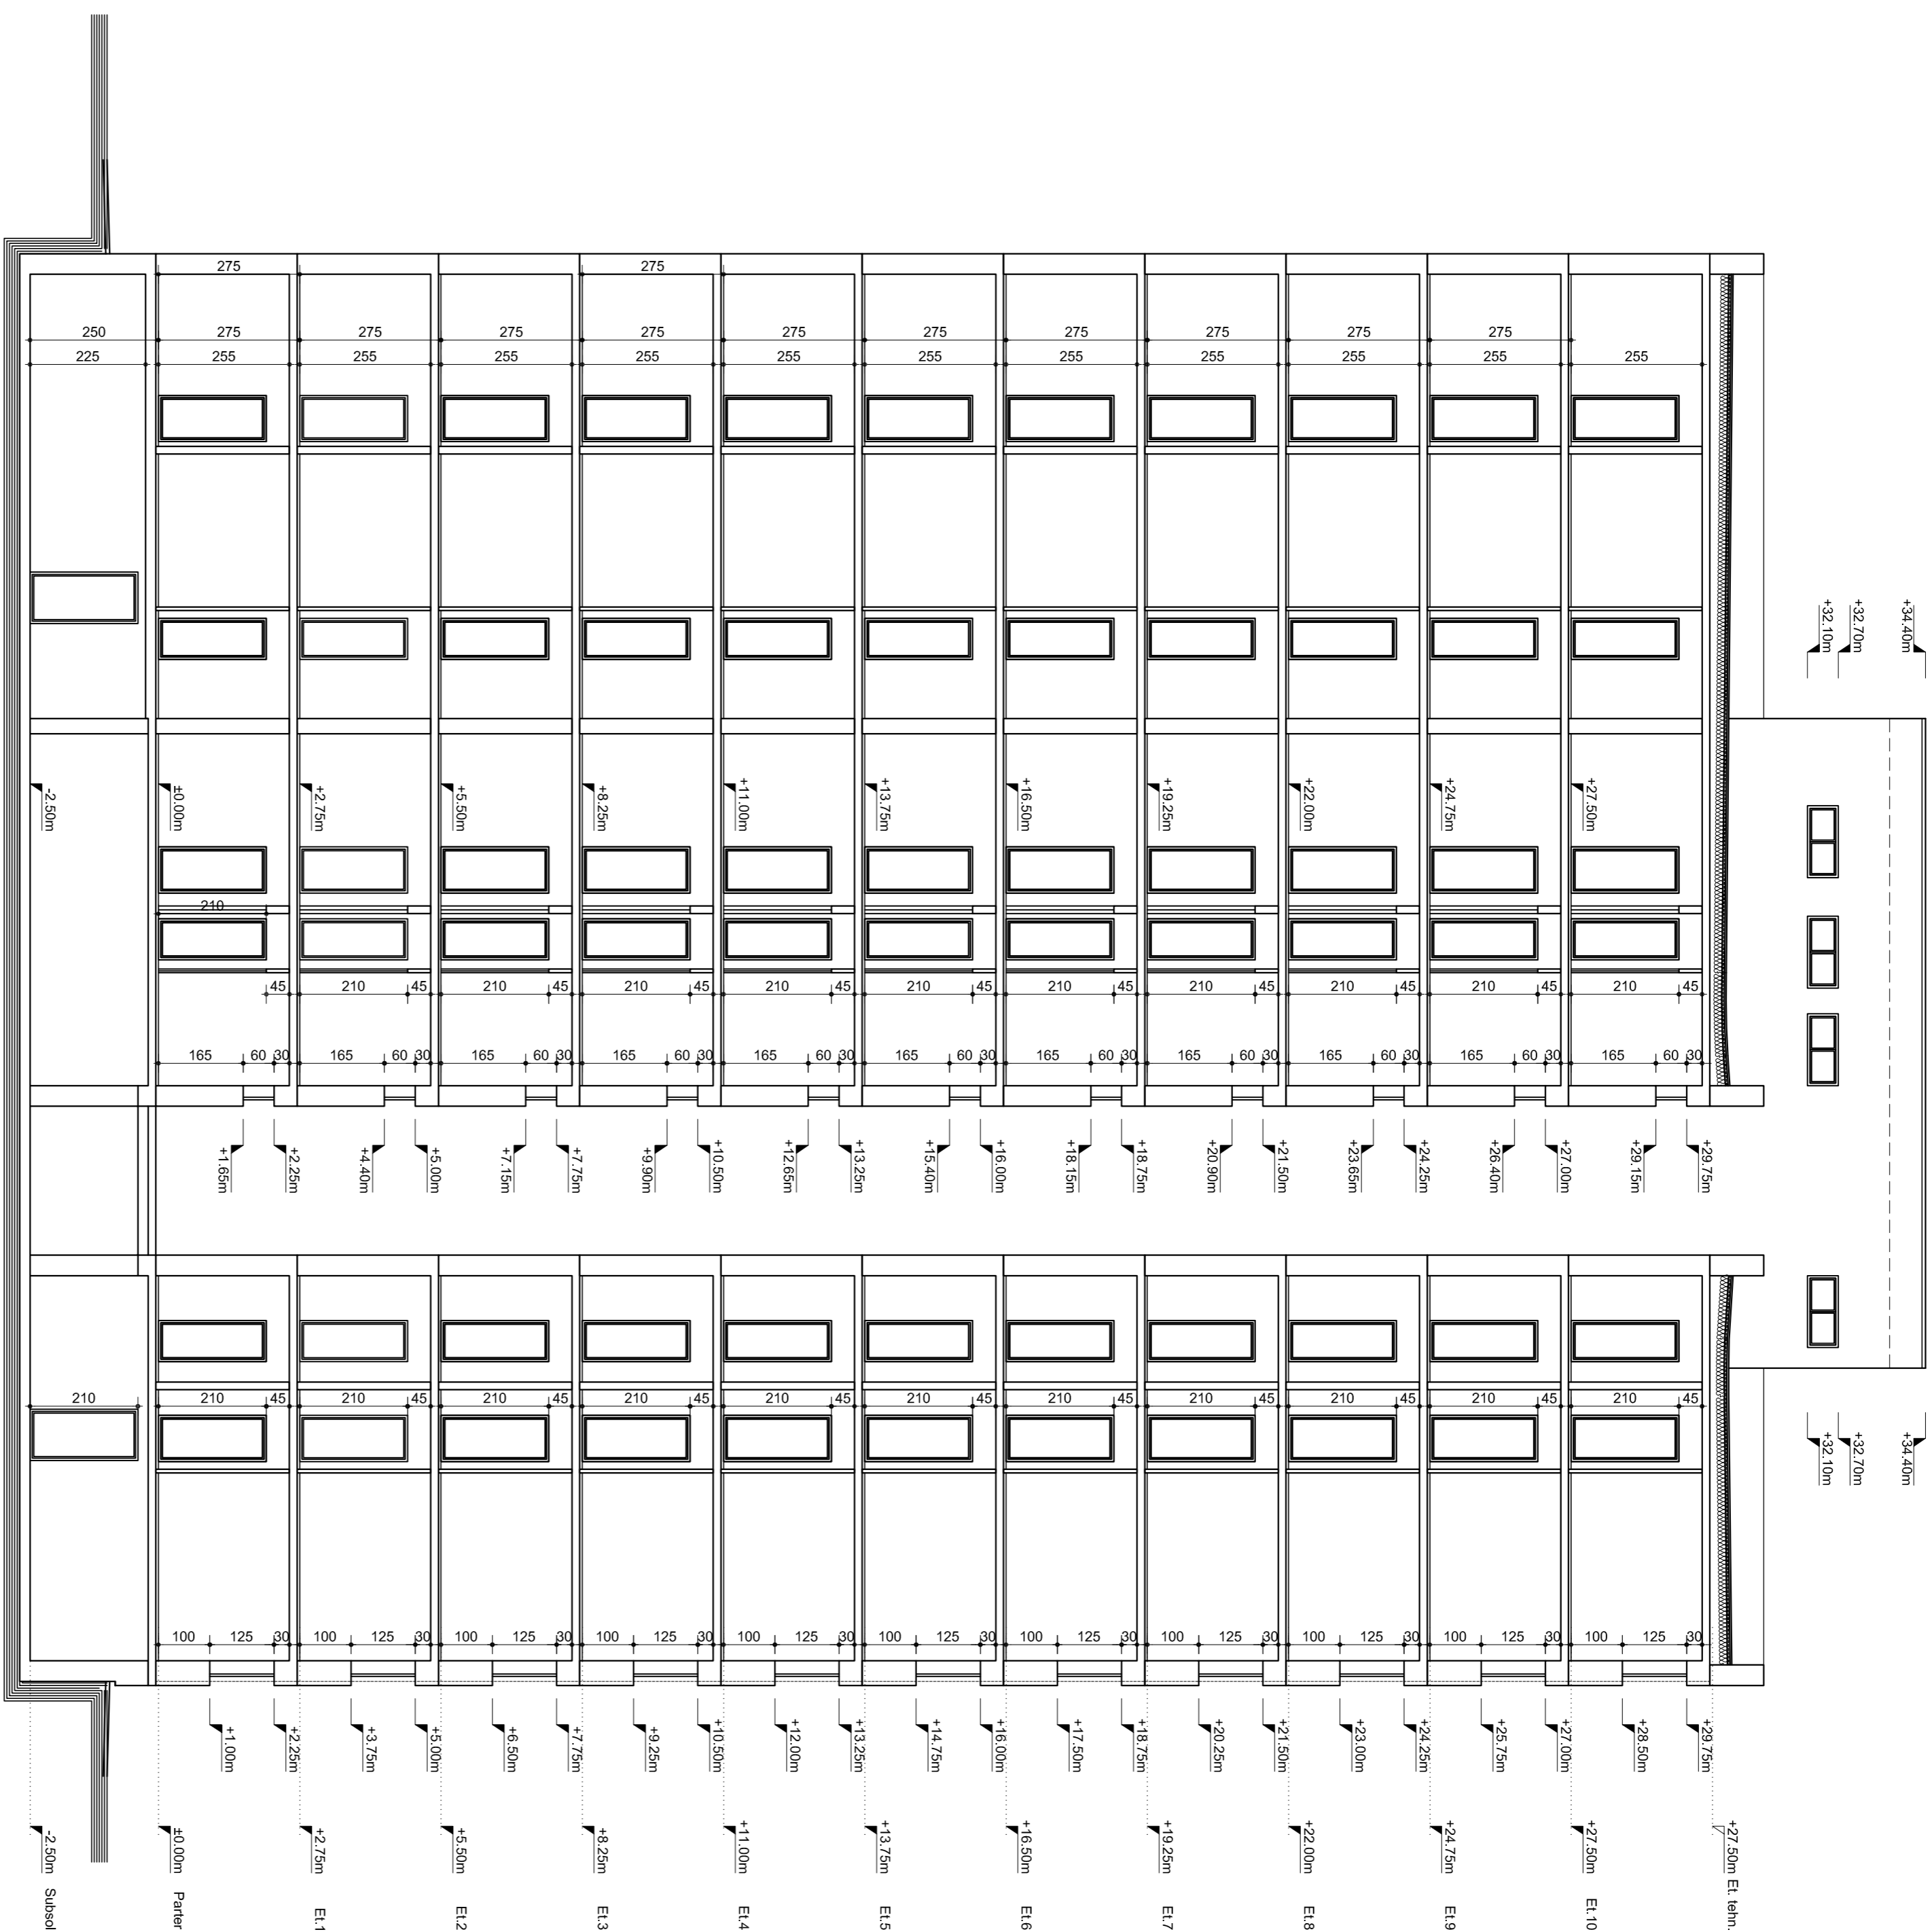 275 275
250 275 275 275 275 275 275 275 275 275 275
225 255 255 255 255 255 255 255 255 255 255 255
+34.40m
+32.70m
+32.10m
-2.50m
±0.00m
+2.75m
+5.50m
+8.25m
+11.00m
+13.75m
+16.50m
+19.25m
+22.00m
+24.75m
+27.50m
210
45 210 45 210 45 210 45 210 45 210 45 210 45 210 45 210 45 210 45 210 45
165 60 30 165 60 30 165 60 30 165 60 30 165 60 30 165 60 30 165 60 30 165 60 30 165 60 30 165 60 30 165 60 30
+1.65m
+2.25m
+4.40m
+5.00m
+7.15m
+7.75m
+9.90m
+10.50m
+12.65m
+13.25m
+15.40m
+16.00m
+18.15m
+18.75m
+20.90m
+21.50m
+23.65m
+24.25m
+26.40m
+27.00m
+29.15m
+29.75m
210 210 45 210 45 210 45 210 45 210 45 210 45 210 45 210 45 210 45 210 45 210 45
+34.40m
+32.70m
+32.10m
100 125 30 100 125 30 100 125 30 100 125 30 100 125 30 100 125 30 100 125 30 100 125 30 100 125 30 100 125 30 100 125 30
+1.00m
+2.25m
+3.75m
+5.00m
+6.50m
+7.75m
+9.25m
+10.50m
+12.00m
+13.25m
+14.75m
+16.00m
+17.50m
+18.75m
+20.25m
+21.50m
+23.00m
+24.25m
+25.75m
+27.00m
+28.50m
+29.75m
-2.50m Subsol
±0.00m Parter
+2.75m Et.1
+5.50m Et.2
+8.25m Et.3
+11.00m Et.4
+13.75m Et.5
+16.50m Et.6
+19.25m Et.7
+22.00m Et.8
+24.75m Et.9
+27.50m Et.10
+27.50m Et. tehn.